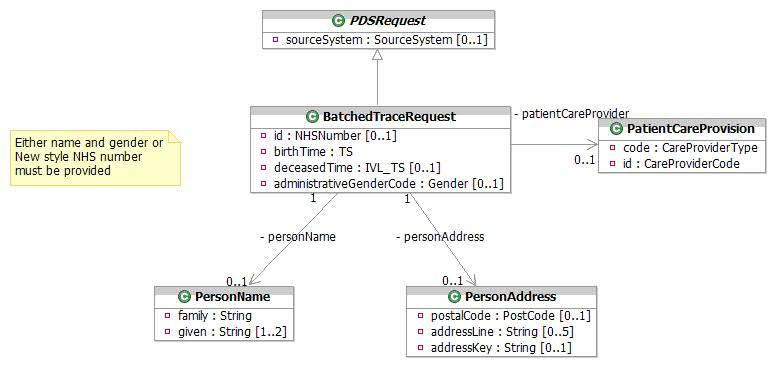 PDSRequest
sourceSystem : SourceSystem [0..1]
BatchedTraceRequest
id : NHSNumber [0..1]
birthTime : TS
deceasedTime : IVL_TS [0..1]
administrativeGenderCode : Gender [0..1]
- patientCareProvider
0..1
PatientCareProvision
code : CareProviderType
id : CareProviderCode
Either name and gender or
New style NHS number
must be provided
1
1
- personName
- personAddress
0..1
0..1
PersonName
family : String
given : String [1..2]
PersonAddress
postalCode : PostCode [0..1]
addressLine : String [0..5]
addressKey : String [0..1]